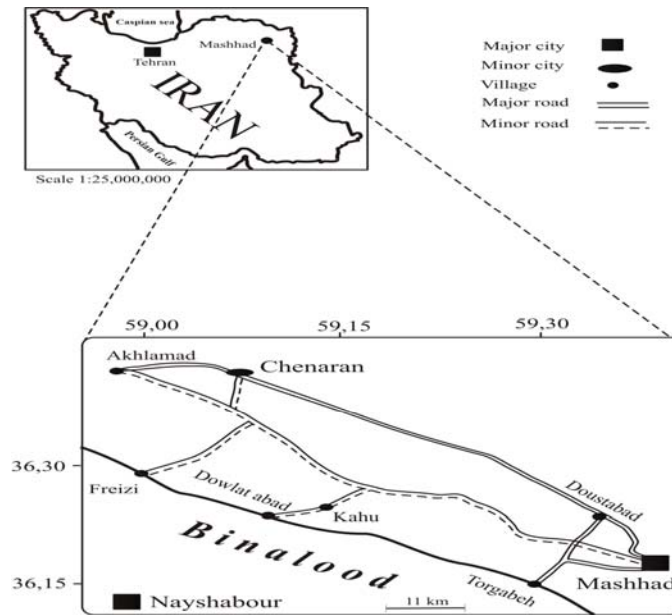 Caspian sea
Mashhad
Tehran
IRAN
Persian Gulf
Scale 1:25,000,000
Major city
Minor city
Village
Major road
Minor road
59,00
59,15
59,30
Akhlamad
Chenaran
36,30
Freizi
Dowlat abad
Kahu
Doustabad
Binalood
36,15
Torgabeh
Mashhad
Nayshabour
11 km